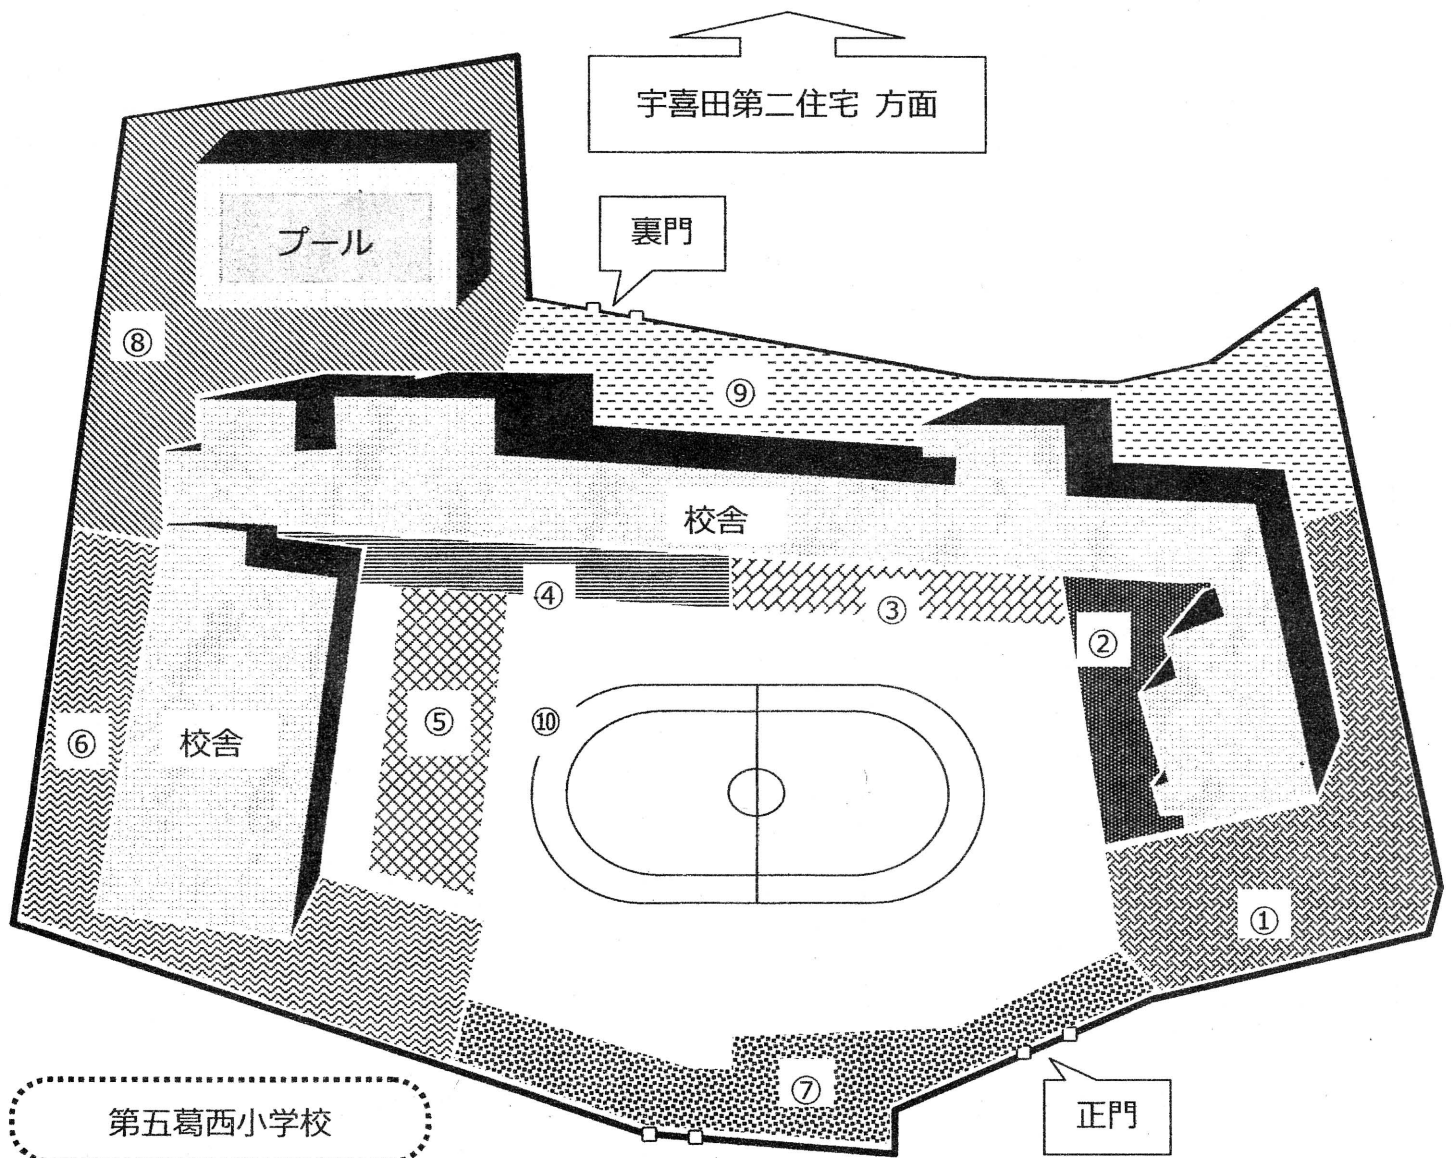 宇喜田第二住宅 方面
裏門
プール
⑧
⑨
校舎
④
③
②
⑤
⑩
⑥
校舎
①
⑦
正門
第五葛西小学校